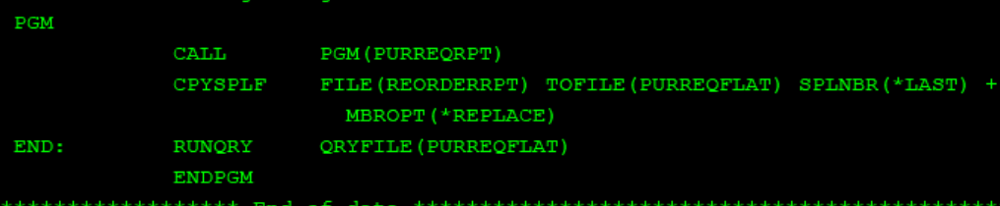 PGM
CALL PGM(PURREQRPT)
CPYSPLF FILE(REORDERRPT) TOFILE(PURREQFLAT) SPLNBR(*LAST) +
MBROPT(*REPLACE)
END: RUNQRY QRYFILE(PURREQFLAT)
ENDPGM
****************** End of data ********************************************